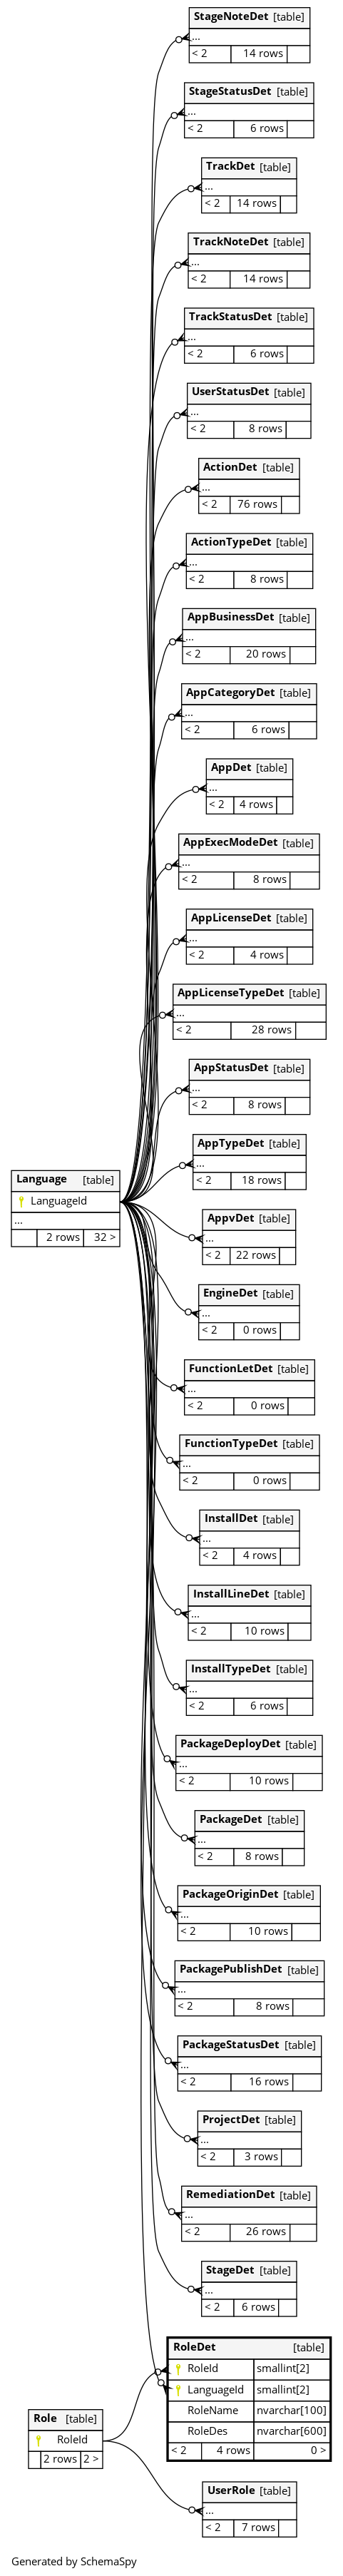 StageNoteDet [table]
...
< 2 14 rows
StageStatusDet [table]
...
< 2 6 rows
TrackDet [table]
...
< 2 14 rows
TrackNoteDet [table]
...
< 2 14 rows
TrackStatusDet [table]
...
< 2 6 rows
UserStatusDet [table]
...
< 2 8 rows
ActionDet [table]
...
< 2 76 rows
ActionTypeDet [table]
...
< 2 8 rows
AppBusinessDet [table]
...
< 2 20 rows
AppCategoryDet [table]
...
< 2 6 rows
AppDet [table]
...
< 2 4 rows
AppExecModeDet [table]
...
< 2 8 rows
AppLicenseDet [table]
...
< 2 4 rows
AppLicenseTypeDet [table]
...
< 2 28 rows
AppStatusDet [table]
...
< 2 8 rows
AppTypeDet [table]
...
< 2 18 rows
Language [table]
LanguageId
...
2 rows 32 >
AppvDet [table]
...
< 2 22 rows
EngineDet [table]
...
< 2 0 rows
FunctionLetDet [table]
...
< 2 0 rows
FunctionTypeDet [table]
...
< 2 0 rows
InstallDet [table]
...
< 2 4 rows
InstallLineDet [table]
...
< 2 10 rows
InstallTypeDet [table]
...
< 2 6 rows
PackageDeployDet [table]
...
< 2 10 rows
PackageDet [table]
...
< 2 8 rows
PackageOriginDet [table]
...
< 2 10 rows
PackagePublishDet [table]
...
< 2 8 rows
PackageStatusDet [table]
...
< 2 16 rows
ProjectDet [table]
...
< 2 3 rows
RemediationDet [table]
...
< 2 26 rows
StageDet [table]
...
< 2 6 rows
RoleDet [table]
RoleId smallint[2]
LanguageId smallint[2]
RoleName nvarchar[100]
RoleDes nvarchar[600]
< 2 4 rows 0 >
Role [table]
RoleId
2 rows 2 >
UserRole [table]
...
< 2 7 rows
Generated by SchemaSpy